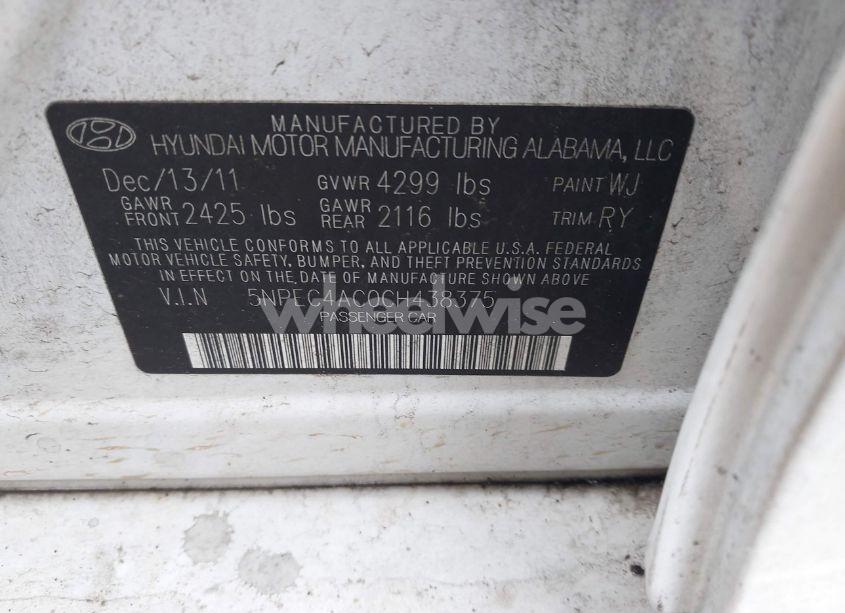 MANUFACTURED BY
HYUNDAI MOTOR MANUFACTURING ALABAMA, LLC
Dec/13/11 GVWR 4299 lbs PAINT WJ
GAWR FRONT 2425 lbs GAWR REAR 2116 lbs TRIM RY
THIS VEHICLE CONFORMS TO ALL APPLICABLE U.S.A. FEDERAL
MOTOR VEHICLE SAFETY, BUMPER, AND THEFT PREVENTION STANDARDS
IN EFFECT ON THE DATE OF MANUFACTURE SHOWN ABOVE
V.I.N 5NPEC4AC0CH438375
PASSENGER CAR
wheelwise